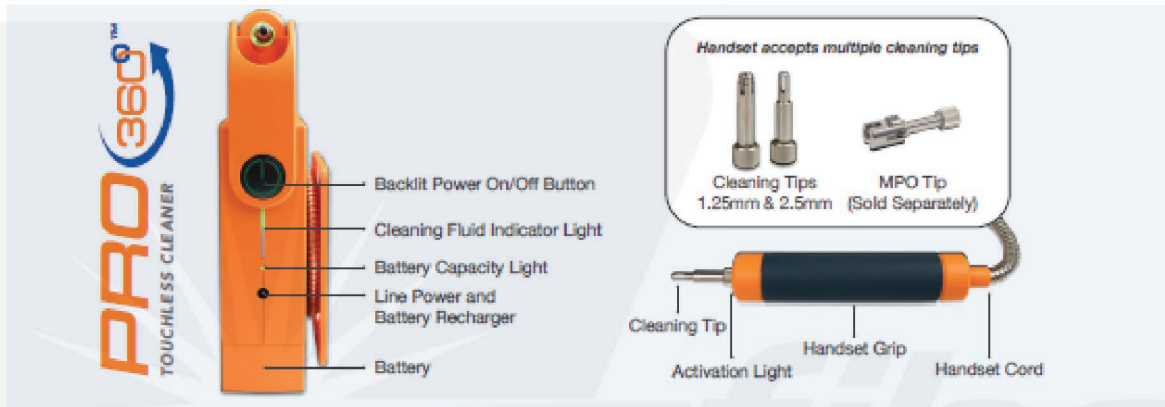 PRO 360°™
TOUCHLESS CLEANER
Backlit Power On/Off Button
Cleaning Fluid Indicator Light
Battery Capacity Light
Line Power and
Battery Recharger
Battery
Handset accepts multiple cleaning tips
Cleaning Tips
1.25mm & 2.5mm
MPO Tip
(Sold Separately)
Cleaning Tip
Activation Light
Handset Grip
Handset Cord